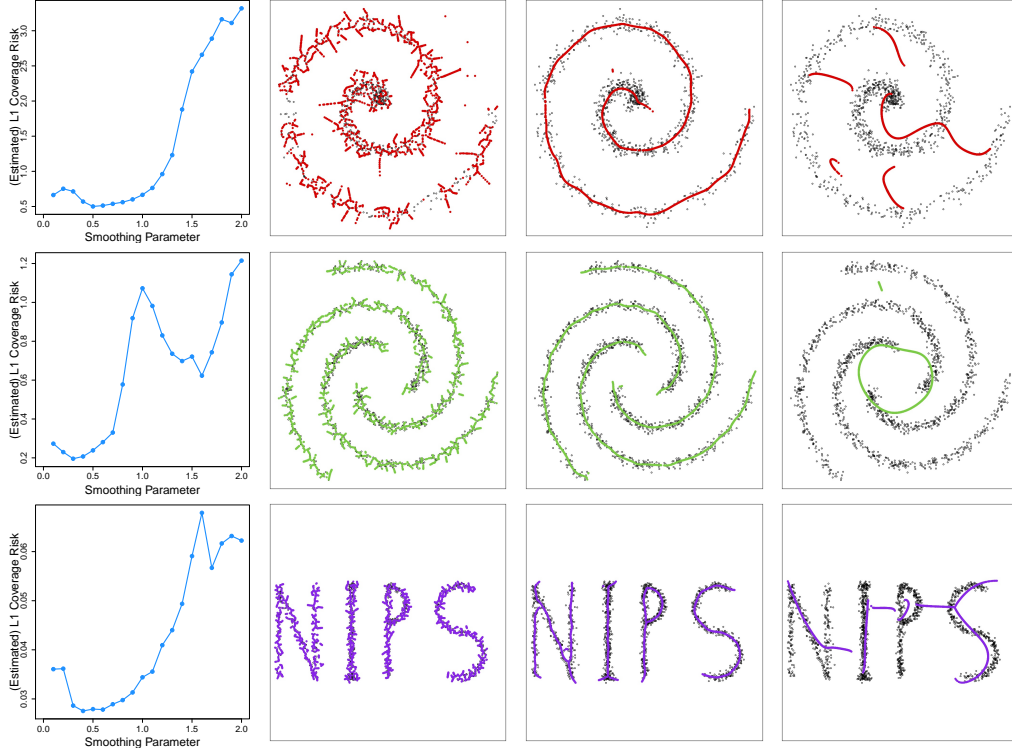 (Estimated) L1 Coverage Risk
3.0
2.5
2.0
1.5
1.0
0.5
0.0 0.5 1.0 1.5 2.0
Smoothing Parameter
(Estimated) L1 Coverage Risk
1.2
1.0
0.8
0.6
0.4
0.2
0.0 0.5 1.0 1.5 2.0
Smoothing Parameter
(Estimated) L1 Coverage Risk
0.06
0.05
0.04
0.03
0.0 0.5 1.0 1.5 2.0
Smoothing Parameter
NIPS
NIPS
NIPS